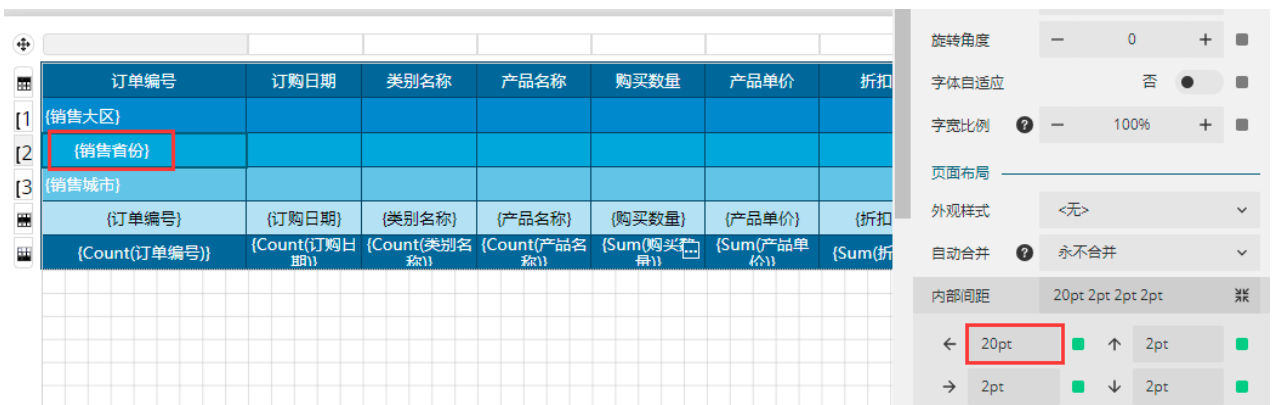 旋转角度 − 0 +
订单编号 订购日期 类别名称 产品名称 购买数量 产品单价 折扣
字体自适应 否
[1 {销售大区}
字宽比例 ? − 100% +
[2 {销售省份}
页面布局
[3 {销售城市}
外观样式 <无>
{订单编号} {订购日期} {类别名称} {产品名称} {购买数量} {产品单价} {折扣
{Count(订单编号)} {Count(订购日期)} {Count(类别名称)} {Count(产品名称)} {Sum(购买数量)} {Sum(产品单价)} {Sum(折
自动合并 ? 永不合并
内部间距 20pt 2pt 2pt 2pt
← 20pt ↑ 2pt
→ 2pt ↓ 2pt